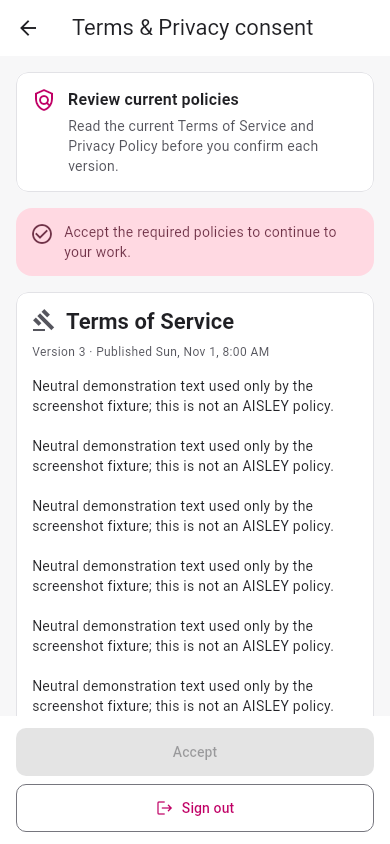 Terms & Privacy consent
Review current policies
Read the current Terms of Service and
Privacy Policy before you confirm each
version.
Accept the required policies to continue to
your work.
Terms of Service
Version 3 · Published Sun, Nov 1, 8:00 AM
Neutral demonstration text used only by the
screenshot fixture; this is not an AISLEY policy.
Neutral demonstration text used only by the
screenshot fixture; this is not an AISLEY policy.
Neutral demonstration text used only by the
screenshot fixture; this is not an AISLEY policy.
Neutral demonstration text used only by the
screenshot fixture; this is not an AISLEY policy.
Neutral demonstration text used only by the
screenshot fixture; this is not an AISLEY policy.
Neutral demonstration text used only by the
screenshot fixture; this is not an AISLEY policy.
Accept
Sign out